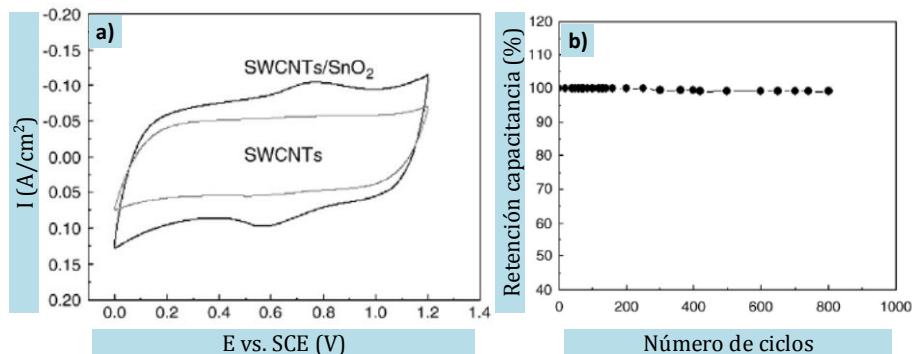 a)
I (A/cm²)
-0.20
-0.15
-0.10
-0.05
0.00
0.05
0.10
0.15
0.20
SWCNTs/SnO₂
SWCNTs
0.0 0.2 0.4 0.6 0.8 1.0 1.2 1.4
E vs. SCE (V)
b)
Retención capacitancia (%)
120
110
100
90
80
70
60
50
40
0 200 400 600 800 1000
Número de ciclos